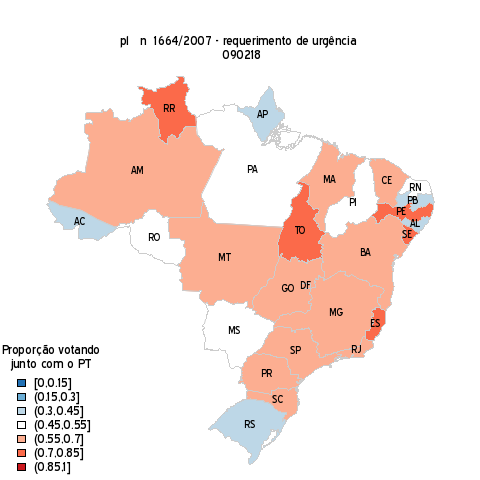 pl n 1664/2007 - requerimento de urgência
090218
RR
AP
AM
PA
MA
CE
RN
PI
PB
PE
AL
SE
AC
RO
TO
BA
MT
GO
DF
MG
ES
MS
SP
RJ
PR
SC
RS
Proporção votando
junto com o PT
[0,0.15]
(0.15,0.3]
(0.3,0.45]
(0.45,0.55]
(0.55,0.7]
(0.7,0.85]
(0.85,1]